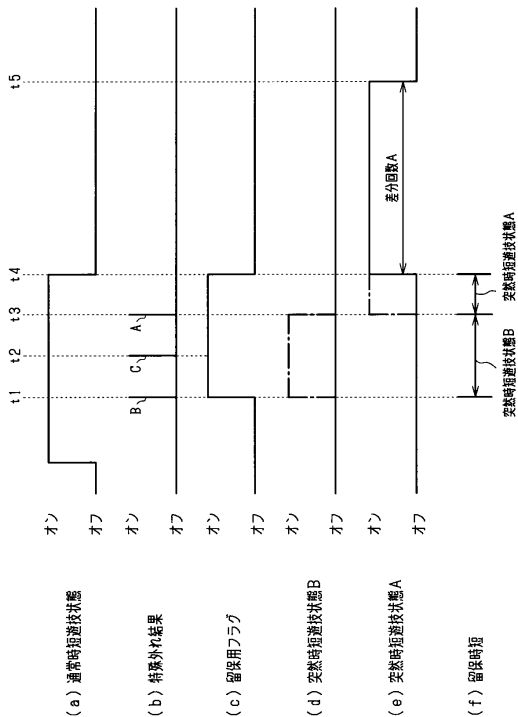 t1 t2 t3 t4 t5
(a) 通常時短遊技状態
オン
オフ
(b) 特殊外れ結果
オン
オフ
B
C
A
(c) 留保用フラグ
オン
オフ
(d) 突然時短遊技状態B
オン
オフ
(e) 突然時短遊技状態A
オン
オフ
差分回数A
(f) 留保時短
突然時短遊技状態B
突然時短遊技状態A